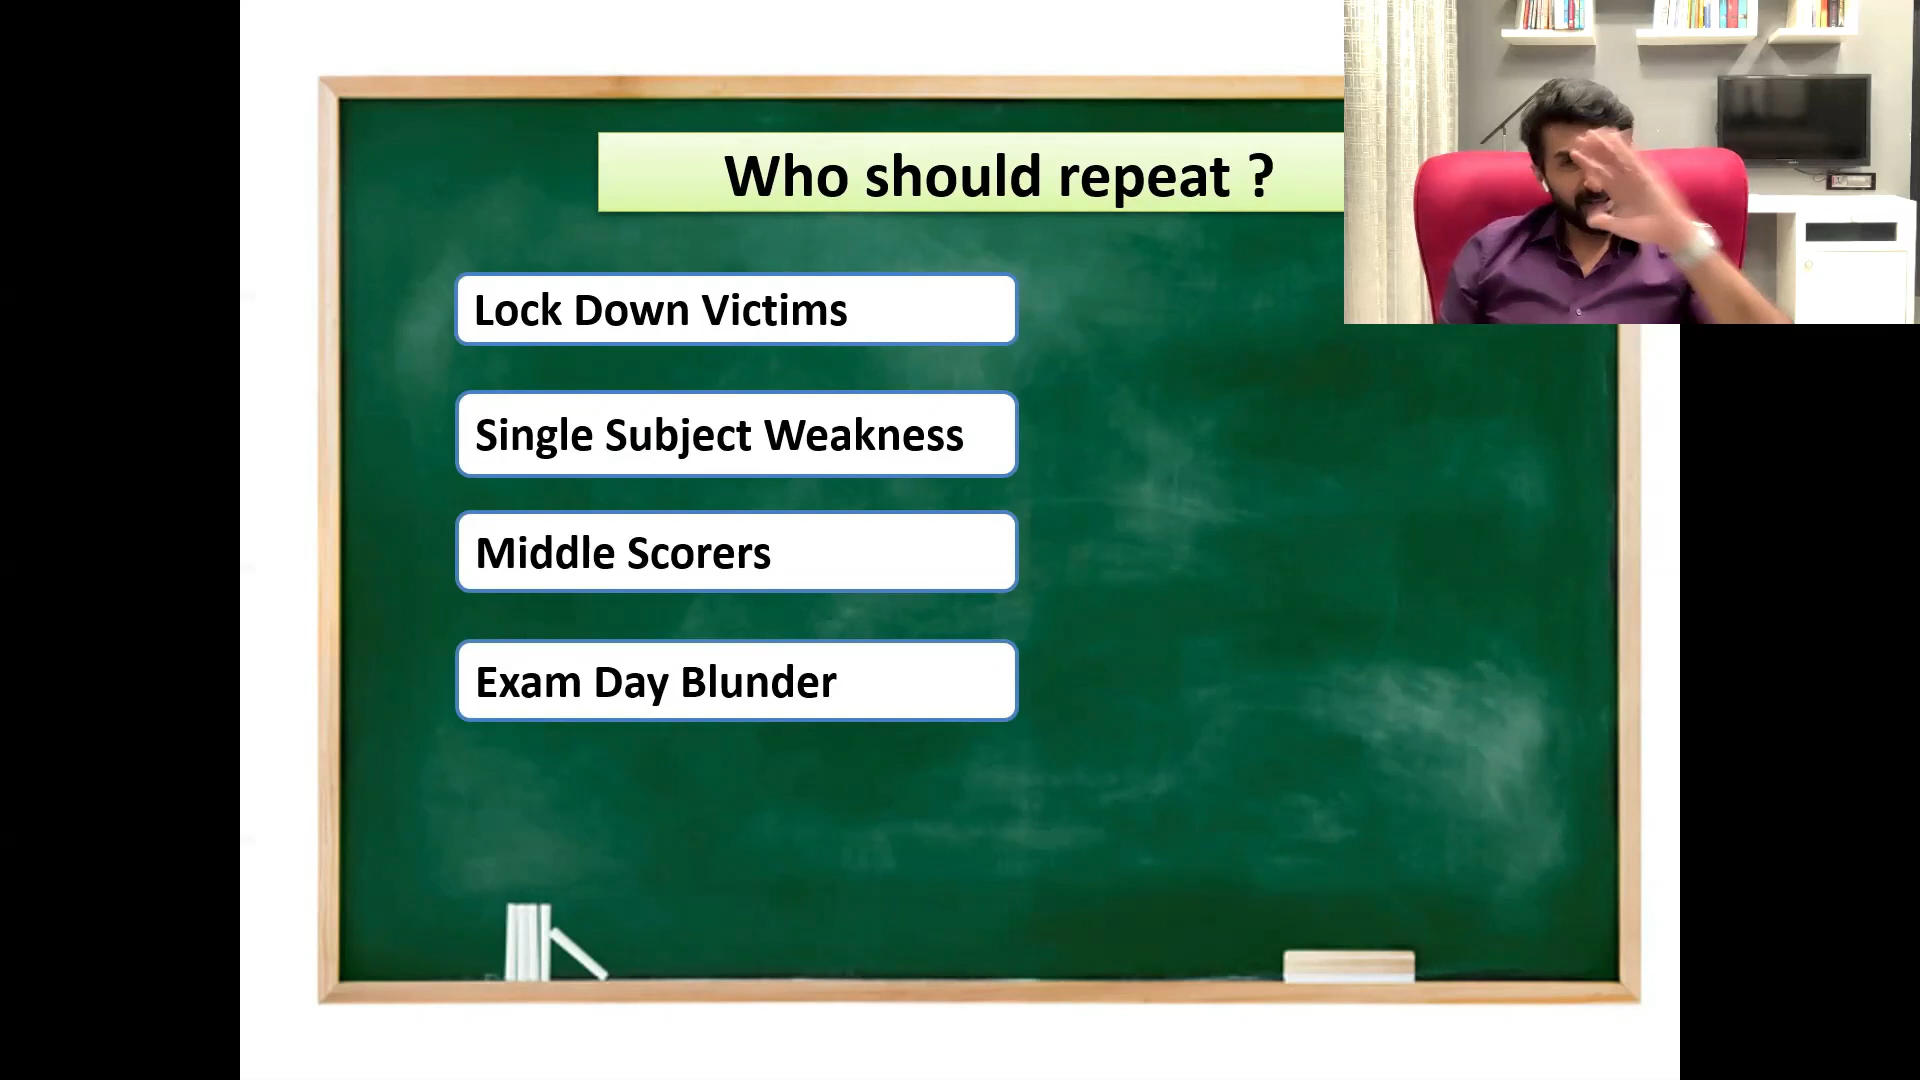 Who should repeat ?
Lock Down Victims
Single Subject Weakness
Middle Scorers
Exam Day Blunder